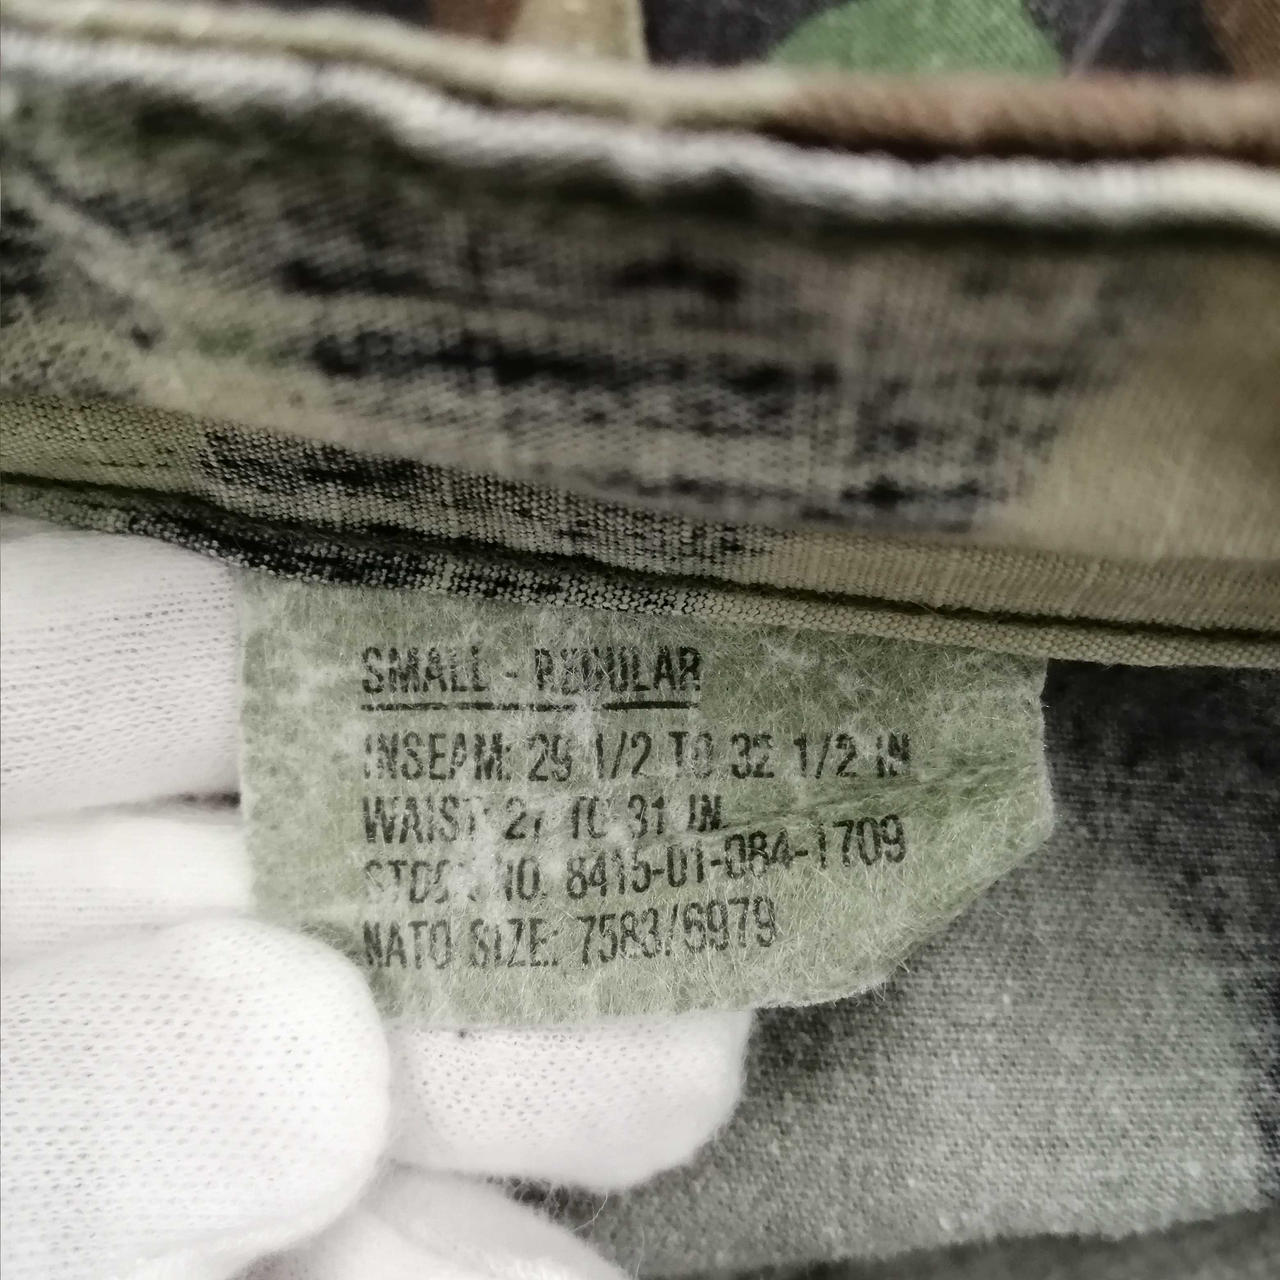 SMALL - REGULAR
INSEAM: 29 1/2 TO 32 1/2 IN
WAIST 27 TO 31 IN
STOCK NO. 8415-01-084-1709
NATO SIZE: 7583/6979